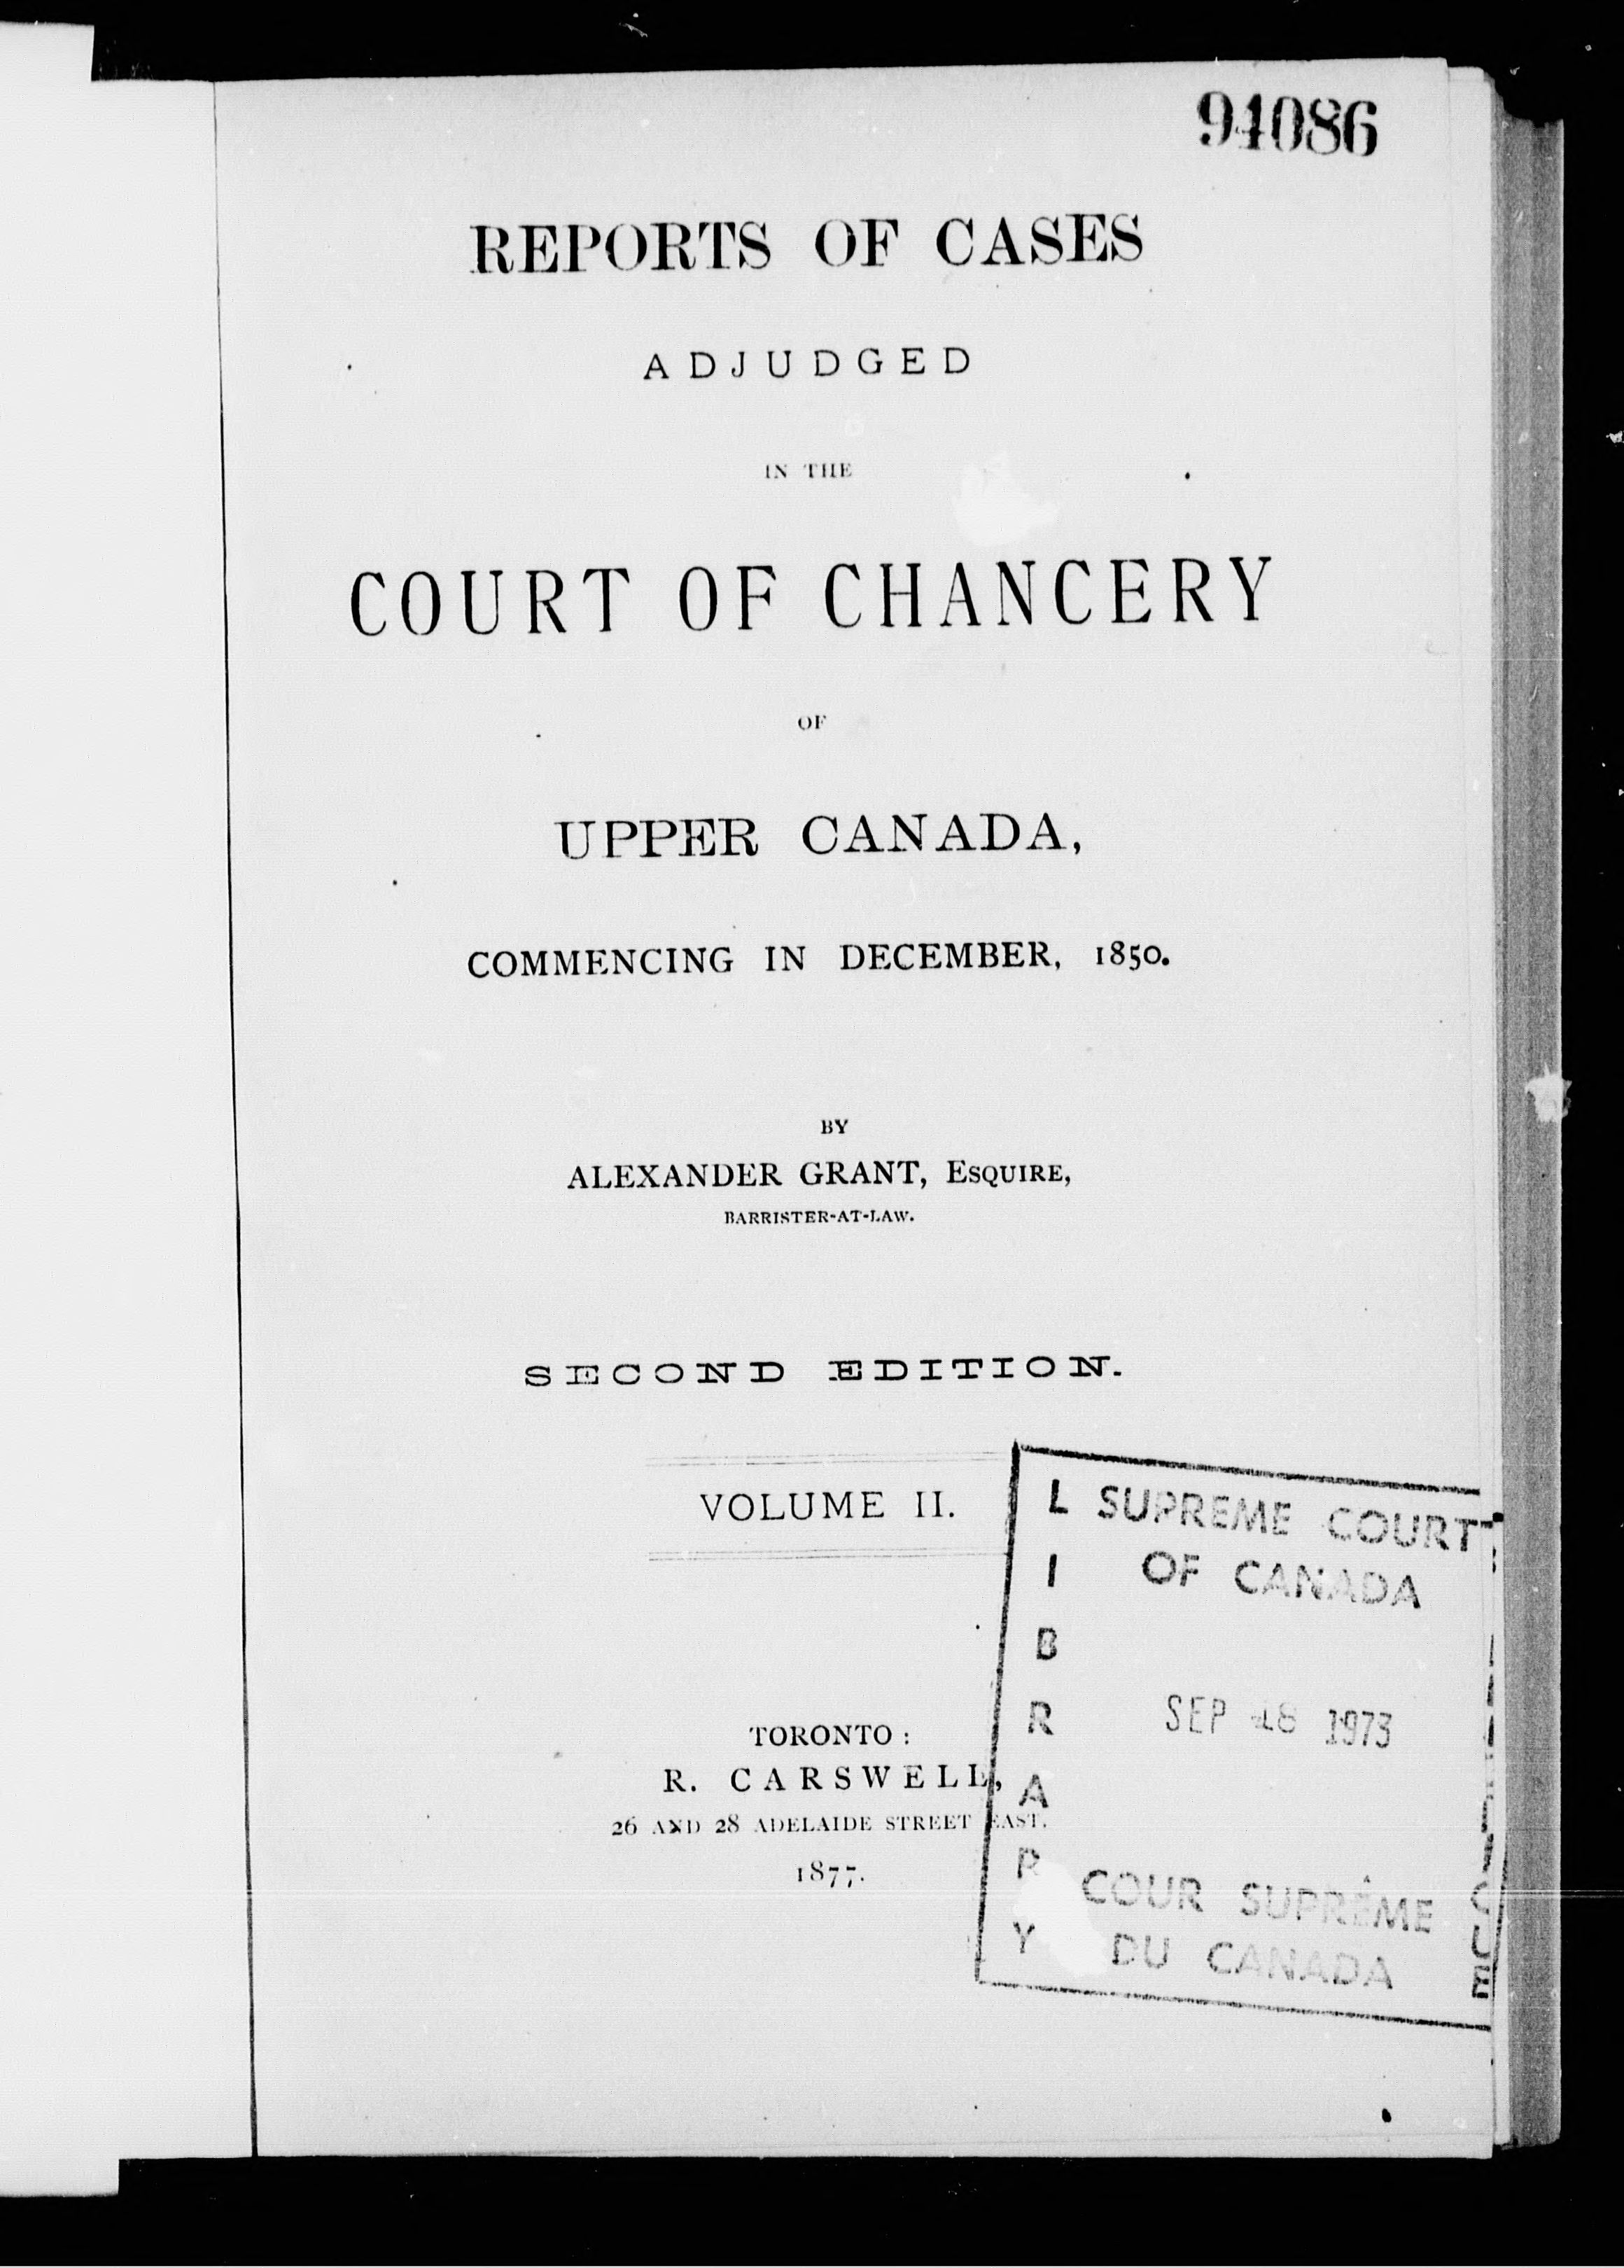 94086
REPORTS OF CASES
ADJUDGED
IN THE
COURT OF CHANCERY
OF
UPPER CANADA,
COMMENCING IN DECEMBER, 1850.
BY
ALEXANDER GRANT, ESQUIRE,
BARRISTER-AT-LAW.
SECOND EDITION.
VOLUME II.
TORONTO:
R. CARSWELL,
26 AND 28 ADELAIDE STREET EAST.
1877.
LIBRARY
SUPREME COURT
OF CANADA
SEP 18 1973
COUR SUPRÊME
DU CANADA